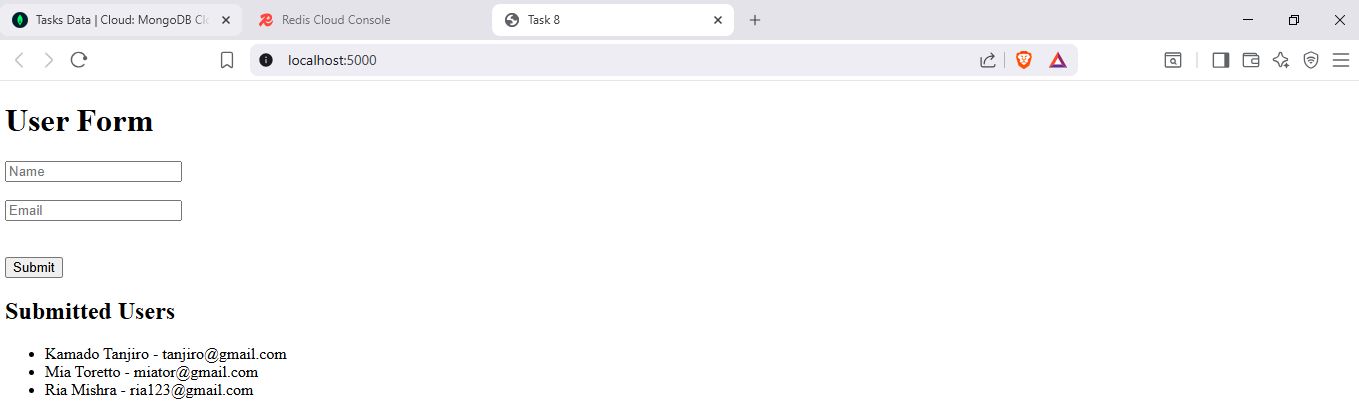 Tasks Data | Cloud: MongoDB Clo
Redis Cloud Console
Task 8
localhost:5000
User Form
Name
Email
Submit
Submitted Users
Kamado Tanjiro - tanjiro@gmail.com
Mia Toretto - miator@gmail.com
Ria Mishra - ria123@gmail.com